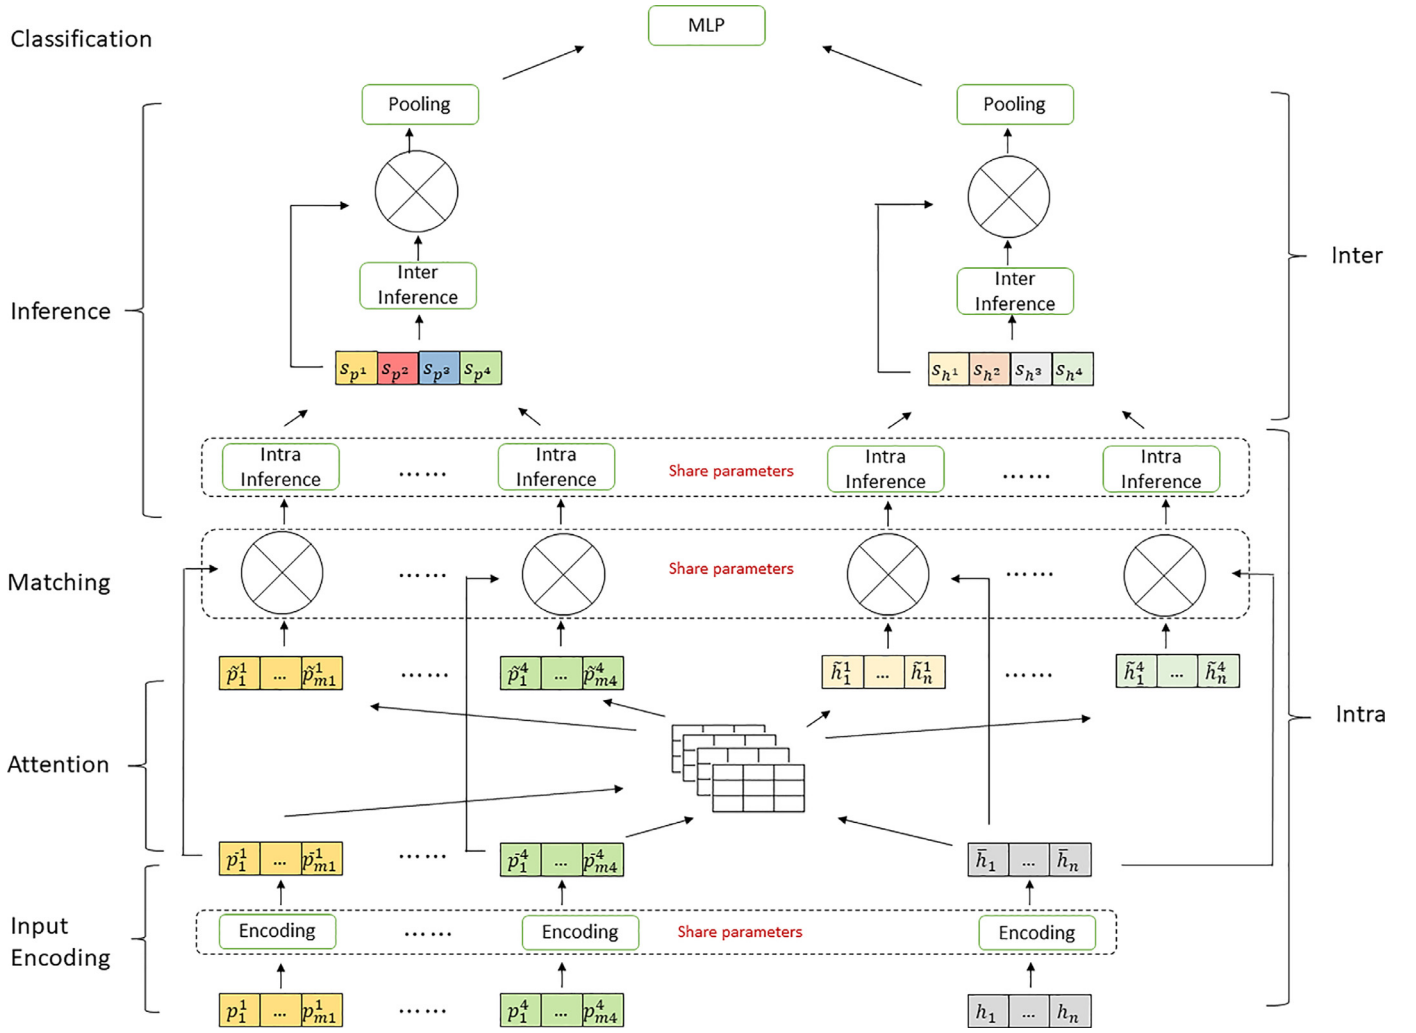 MLP
Classification
Pooling
Pooling
Inter
Inference
Inter
Inference
Inter
Inference
s_{p^1} s_{p^2} s_{p^3} s_{p^4}
s_{h^1} s_{h^2} s_{h^3} s_{h^4}
Intra
Inference
……
Intra
Inference
Share parameters
Intra
Inference
……
Intra
Inference
Matching
……
Share parameters
……
p̃_1^1 ... p̃_{m1}^1
……
p̃_1^4 ... p̃_{m4}^4
h̃_1^1 ... h̃_n^1
……
h̃_1^4 ... h̃_n^4
Intra
Attention
p̄_1^1 ... p̄_{m1}^1
……
p̄_1^4 ... p̄_{m4}^4
h̄_1 ... h̄_n
Input
Encoding
Encoding
……
Encoding
Share parameters
Encoding
p_1^1 ... p_{m1}^1
……
p_1^4 ... p_{m4}^4
h_1 ... h_n